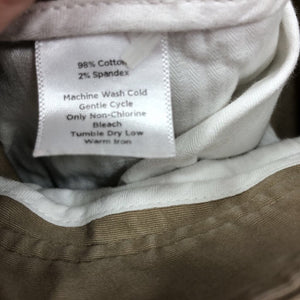 98% Cotton
2% Spandex
Machine Wash Cold
Gentle Cycle
Only Non-Chlorine
Bleach
Tumble Dry Low
Warm Iron